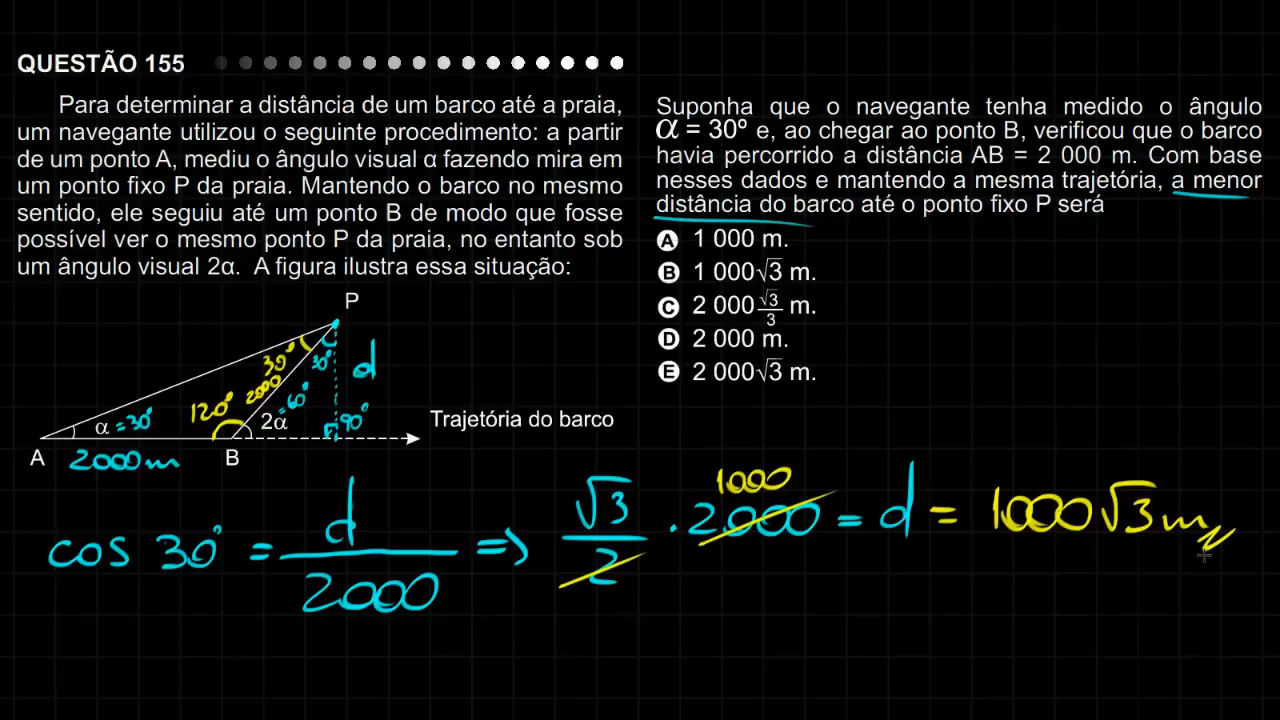 QUESTÃO 155
Para determinar a distância de um barco até a praia,
um navegante utilizou o seguinte procedimento: a partir
de um ponto A, mediu o ângulo visual α fazendo mira em
um ponto fixo P da praia. Mantendo o barco no mesmo
sentido, ele seguiu até um ponto B de modo que fosse
possível ver o mesmo ponto P da praia, no entanto sob
um ângulo visual 2α. A figura ilustra essa situação:
P
30°
30°
d
2000
= 60°
120°
α = 30°
2α
90°
Trajetória do barco
A
2000m
B
Suponha que o navegante tenha medido o ângulo
α = 30º e, ao chegar ao ponto B, verificou que o barco
havia percorrido a distância AB = 2 000 m. Com base
nesses dados e mantendo a mesma trajetória, a menor
distância do barco até o ponto fixo P será
A 1 000 m.
B 1 000√3 m.
C 2 000 √3/3 m.
D 2 000 m.
E 2 000√3 m.
cos 30° = d/2000 => √3/2 . 2000 = d = 1000√3 m
1000